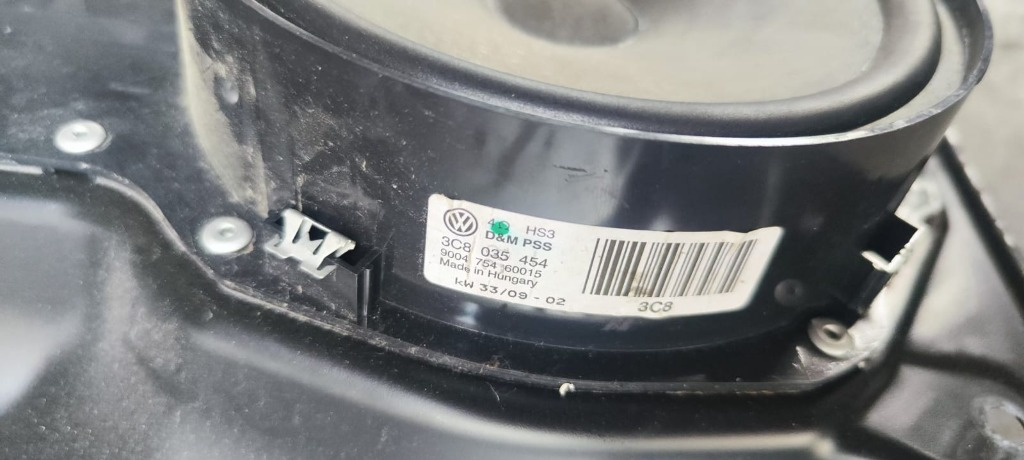 HS3
D&M PSS
3C8 035 454
9004 754 60015
Made in Hungary
kW 33/09 - 02
3C8